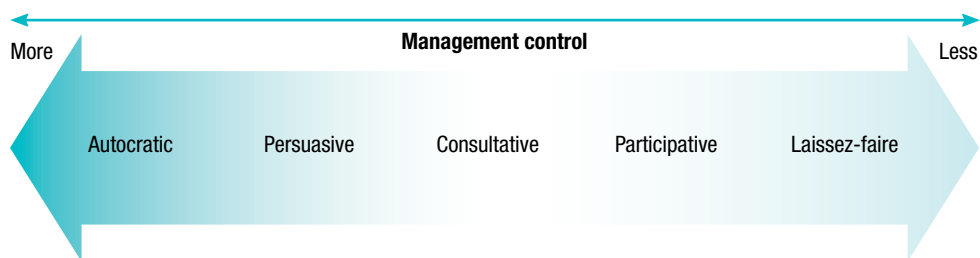 Management control
More
Less
Autocratic Persuasive Consultative Participative Laissez-faire